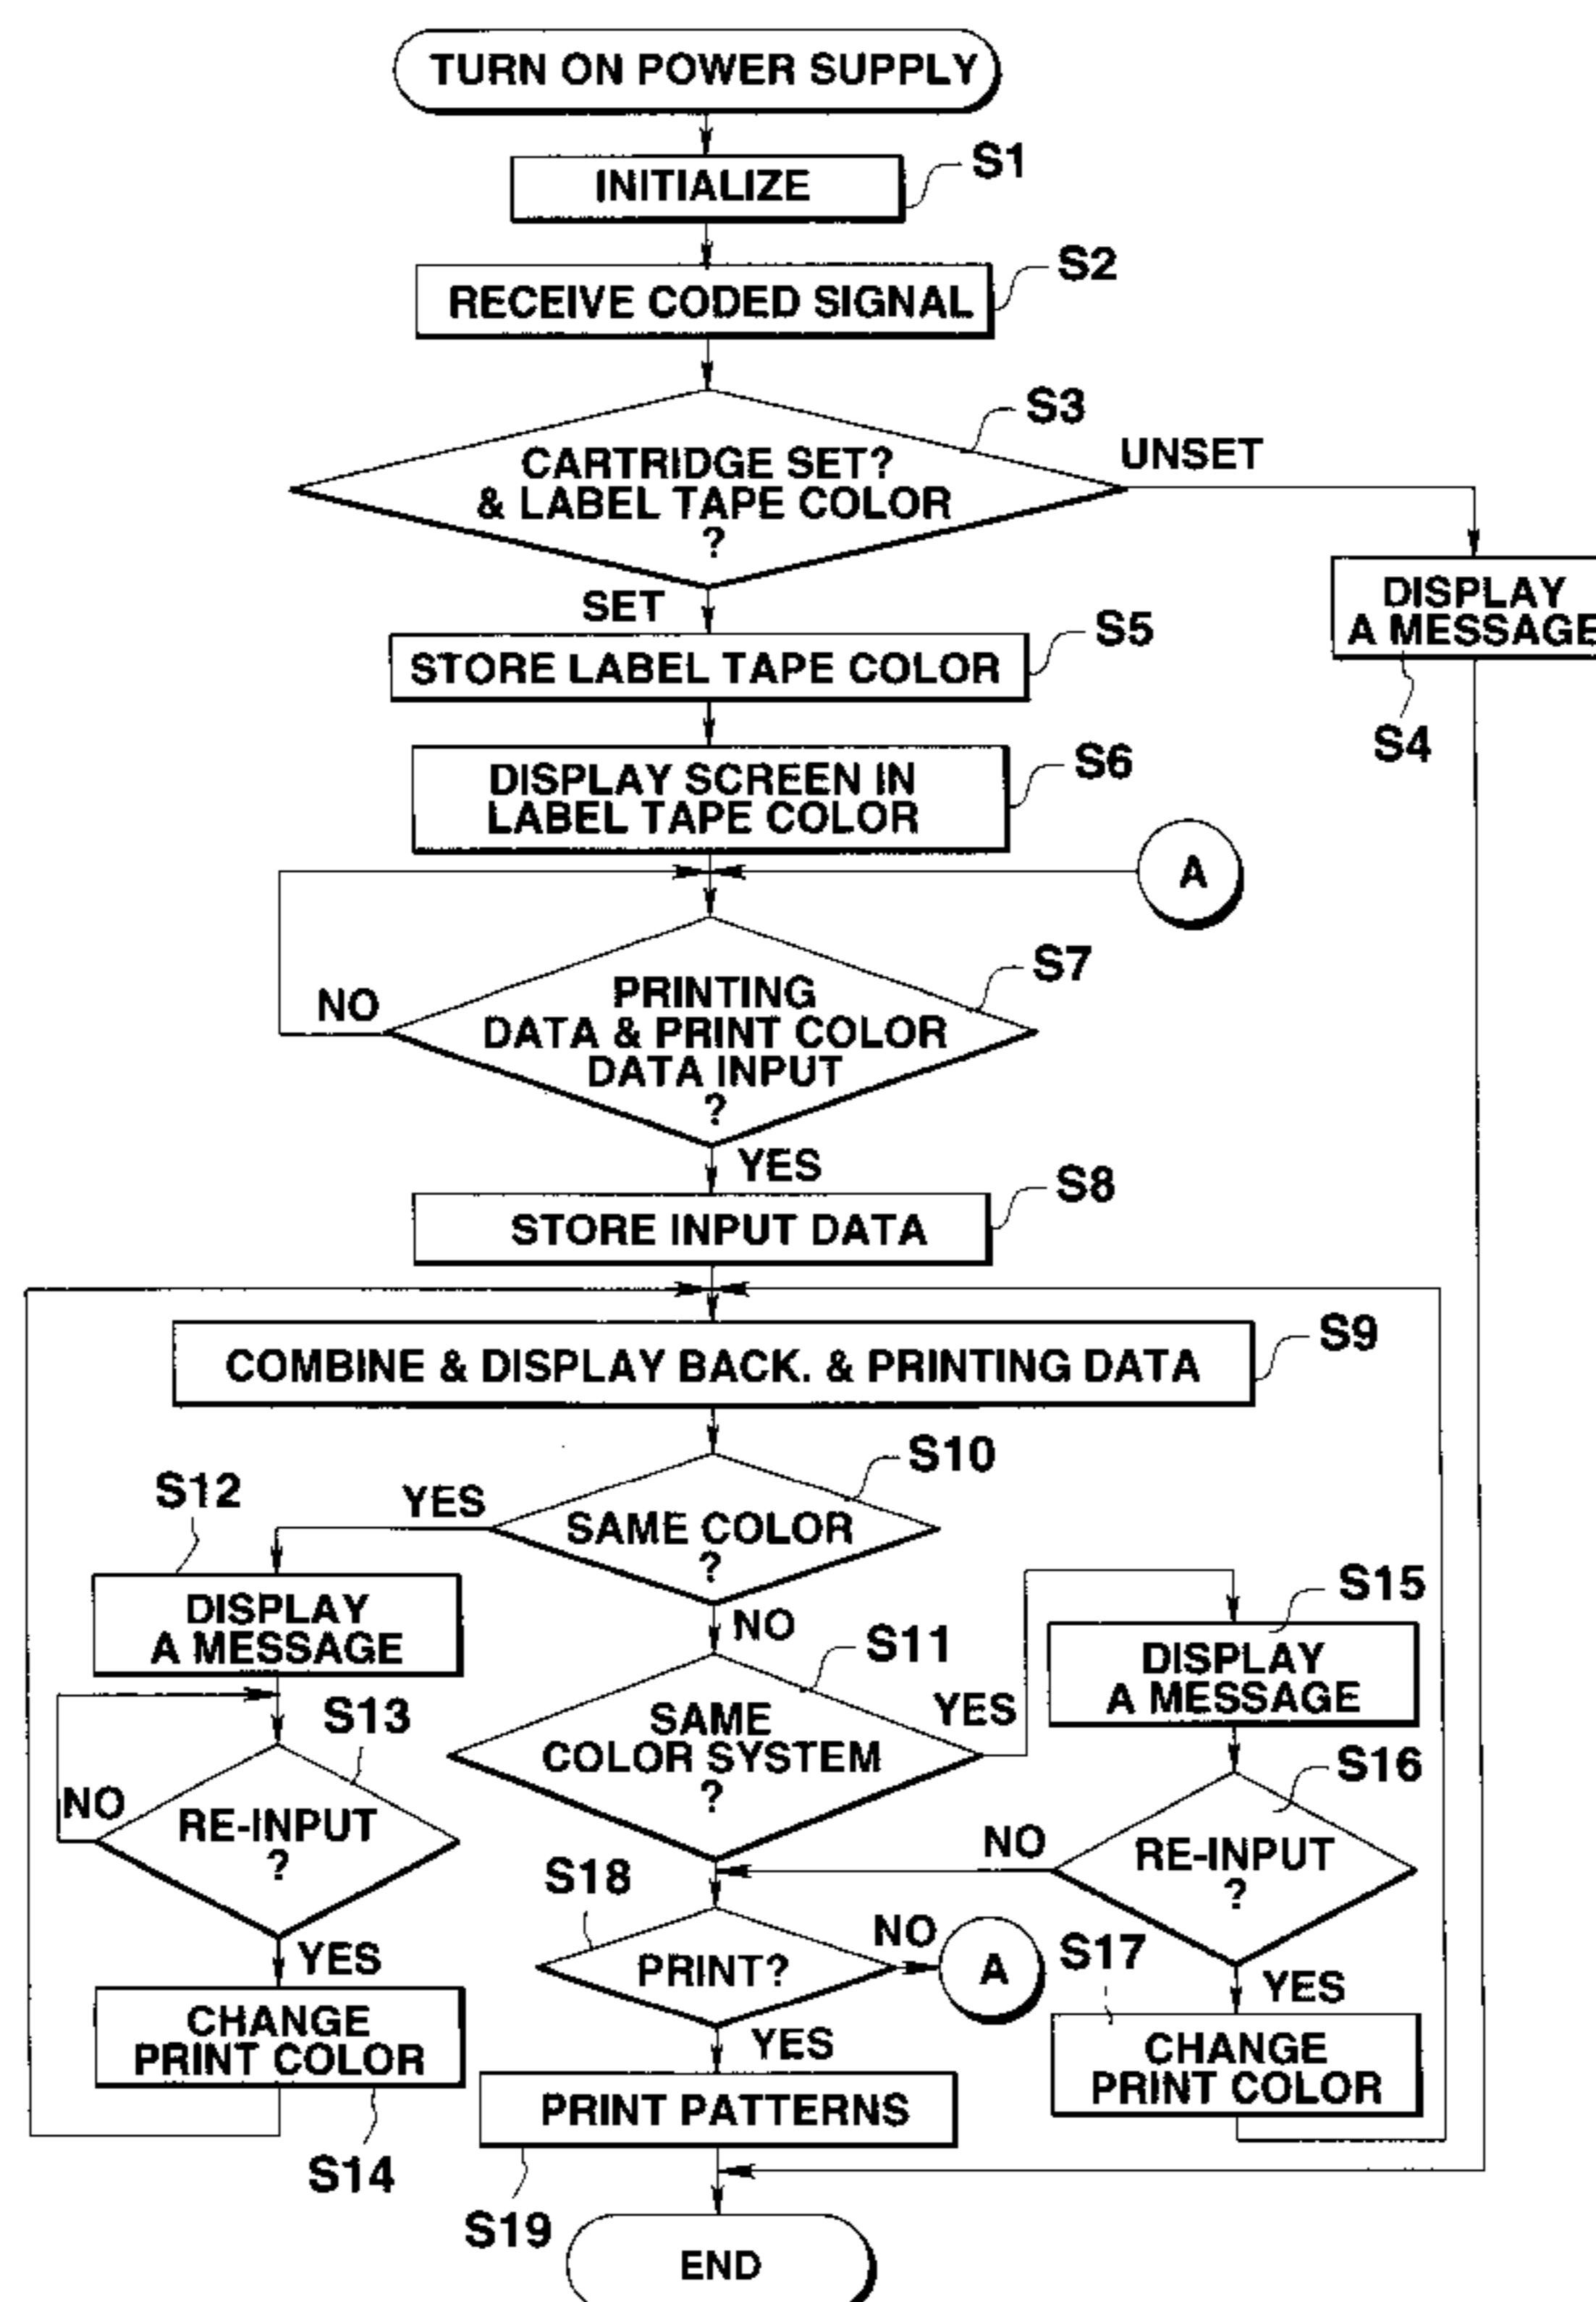 TURN ON POWER SUPPLY
INITIALIZE
S1
RECEIVE CODED SIGNAL
S2
CARTRIDGE SET?
& LABEL TAPE COLOR
?
S3
UNSET
SET
DISPLAY
A MESSAGE
S4
STORE LABEL TAPE COLOR
S5
DISPLAY SCREEN IN
LABEL TAPE COLOR
S6
A
PRINTING
DATA & PRINT COLOR
DATA INPUT
?
S7
NO
YES
STORE INPUT DATA
S8
COMBINE & DISPLAY BACK. & PRINTING DATA
S9
SAME COLOR
?
S10
YES
NO
S12
DISPLAY
A MESSAGE
S13
RE-INPUT
?
NO
YES
CHANGE
PRINT COLOR
S14
SAME
COLOR SYSTEM
?
S11
YES
S15
DISPLAY
A MESSAGE
S16
RE-INPUT
?
NO
YES
S17
CHANGE
PRINT COLOR
S18
PRINT?
NO
A
YES
PRINT PATTERNS
S19
END